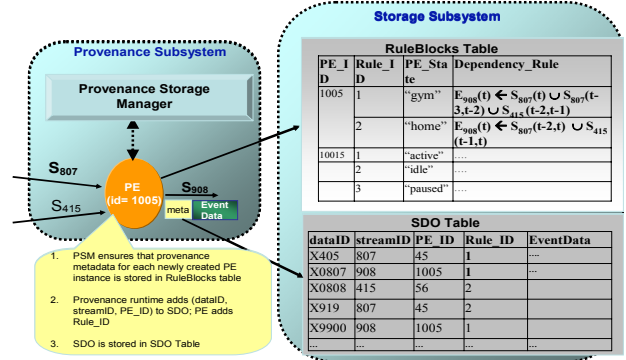 Storage Subsystem
Provenance Subsystem
Provenance Storage
Manager
S807
S415
PE
(id= 1005)
S908
meta
Event
Data
1. PSM ensures that provenance
metadata for each newly created PE
instance is stored in RuleBlocks table
2. Provenance runtime adds (dataID,
streamID, PE_ID) to SDO; PE adds
Rule_ID
3. SDO is stored in SDO Table
RuleBlocks Table
PE_I Rule_I PE_Sta Dependency_Rule
D D te
1005 1 "gym" E908(t) ← S807(t) ∪ S807(t-
3,t-2) ∪ S415 (t-2,t-1)
2 "home" E908(t) ← S807(t-2,t) ∪ S415
(t-1,t)
10015 1 "active" ....
2 "idle" ....
3 "paused" ....
SDO Table
dataID streamID PE_ID Rule_ID EventData
X405 807 45 1 ....
X0807 908 1005 1 ...
X0808 415 56 2
X919 807 45 2
X9900 908 1005 1
... ... ... ... ...